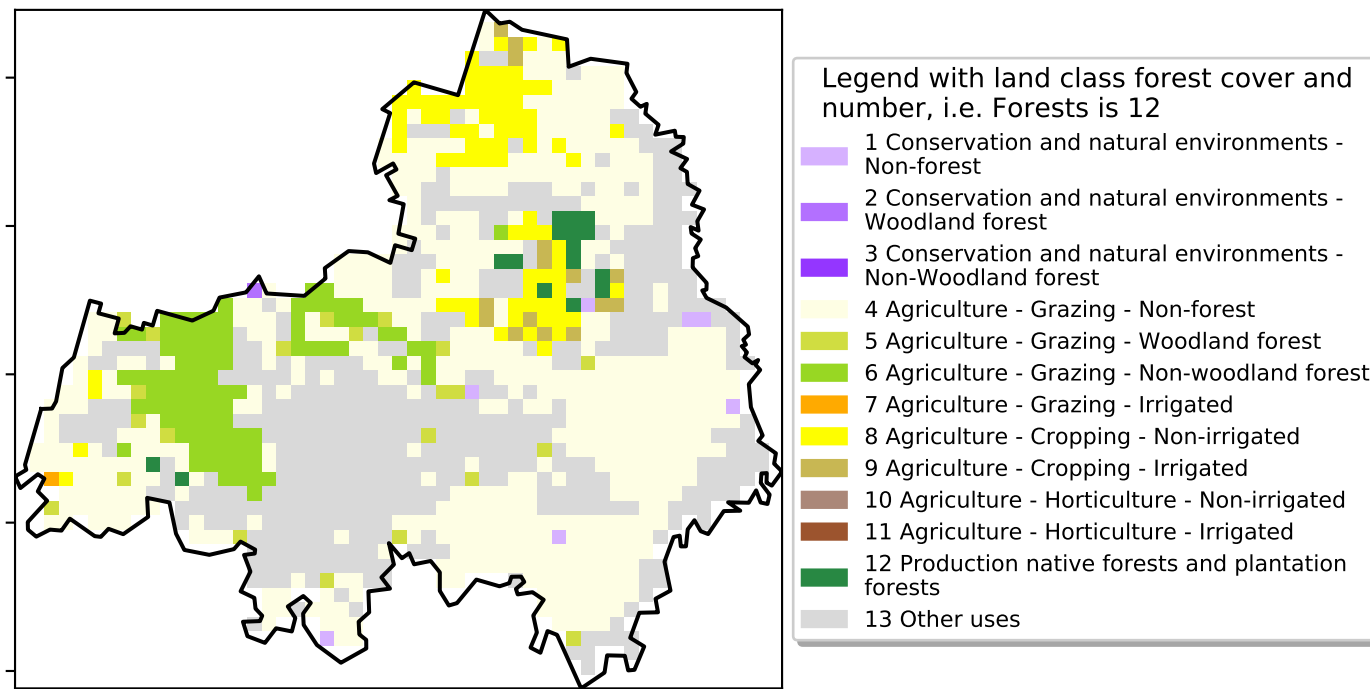 Legend with land class forest cover and
number, i.e. Forests is 12
1 Conservation and natural environments -
Non-forest
2 Conservation and natural environments -
Woodland forest
3 Conservation and natural environments -
Non-Woodland forest
4 Agriculture - Grazing - Non-forest
5 Agriculture - Grazing - Woodland forest
6 Agriculture - Grazing - Non-woodland forest
7 Agriculture - Grazing - Irrigated
8 Agriculture - Cropping - Non-irrigated
9 Agriculture - Cropping - Irrigated
10 Agriculture - Horticulture - Non-irrigated
11 Agriculture - Horticulture - Irrigated
12 Production native forests and plantation
forests
13 Other uses